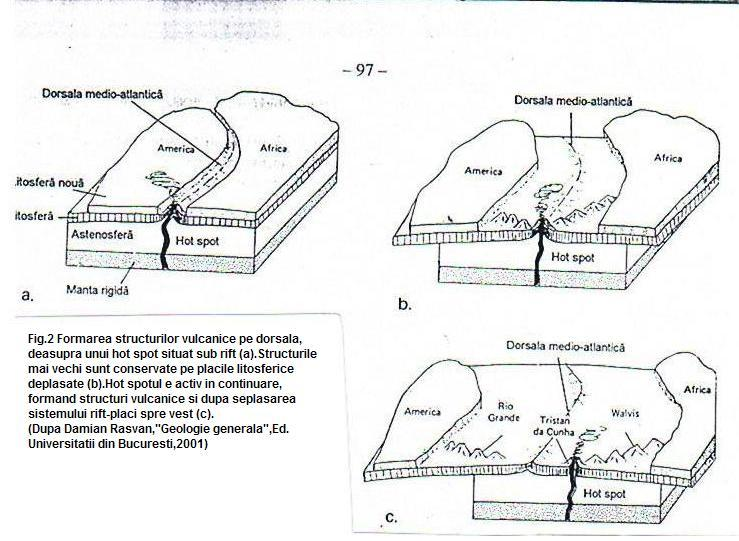 – 97 –
Dorsala medio-atlantică
America
Africa
itosferă nouă
itosferă
Astenosferă
Hot spot
Manta rigidă
a.
Dorsala medio-atlantică
America
Africa
Hot spot
b.
Fig.2 Formarea structurilor vulcanice pe dorsala,
deasupra unui hot spot situat sub rift (a).Structurile
mai vechi sunt conservate pe placile litosferice
deplasate (b).Hot spotul e activ in continuare,
formand structuri vulcanice si dupa seplasarea
sistemului rift-placi spre vest (c).
(Dupa Damian Rasvan,"Geologie generala",Ed.
Universitatii din Bucuresti,2001)
Dorsala medio-atlantică
America
Rio
Grande
Tristan
da Cunha
Walvis
Africa
Hot spot
c.